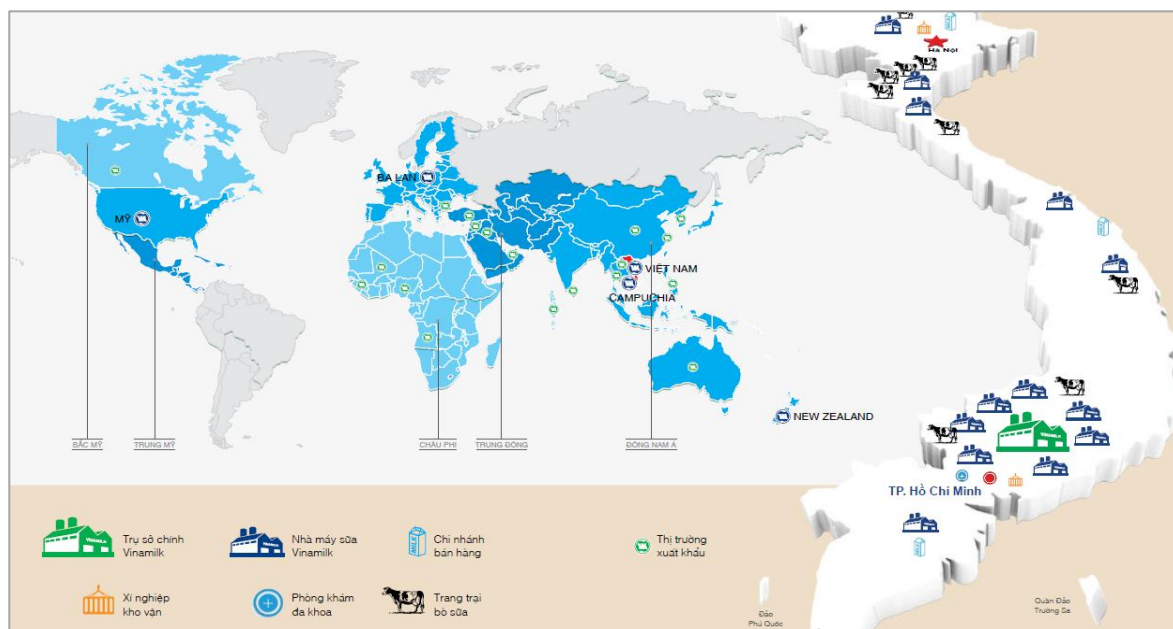 Hà Nội
BA LAN
MỸ
VIỆT NAM
CAMPUCHIA
NEW ZEALAND
BẮC MỸ
TRUNG MỸ
CHÂU PHI
TRUNG ĐÔNG
ĐÔNG NAM Á
VINAMILK
TP. Hồ Chí Minh
Trụ sở chính
Vinamilk
Nhà máy sữa
Vinamilk
MILK
Chi nhánh
bán hàng
Thị trường
xuất khẩu
Xí nghiệp
kho vận
Phòng khám
đa khoa
Trang trại
bò sữa
Đảo
Phú Quốc
Quần Đảo
Trường Sa